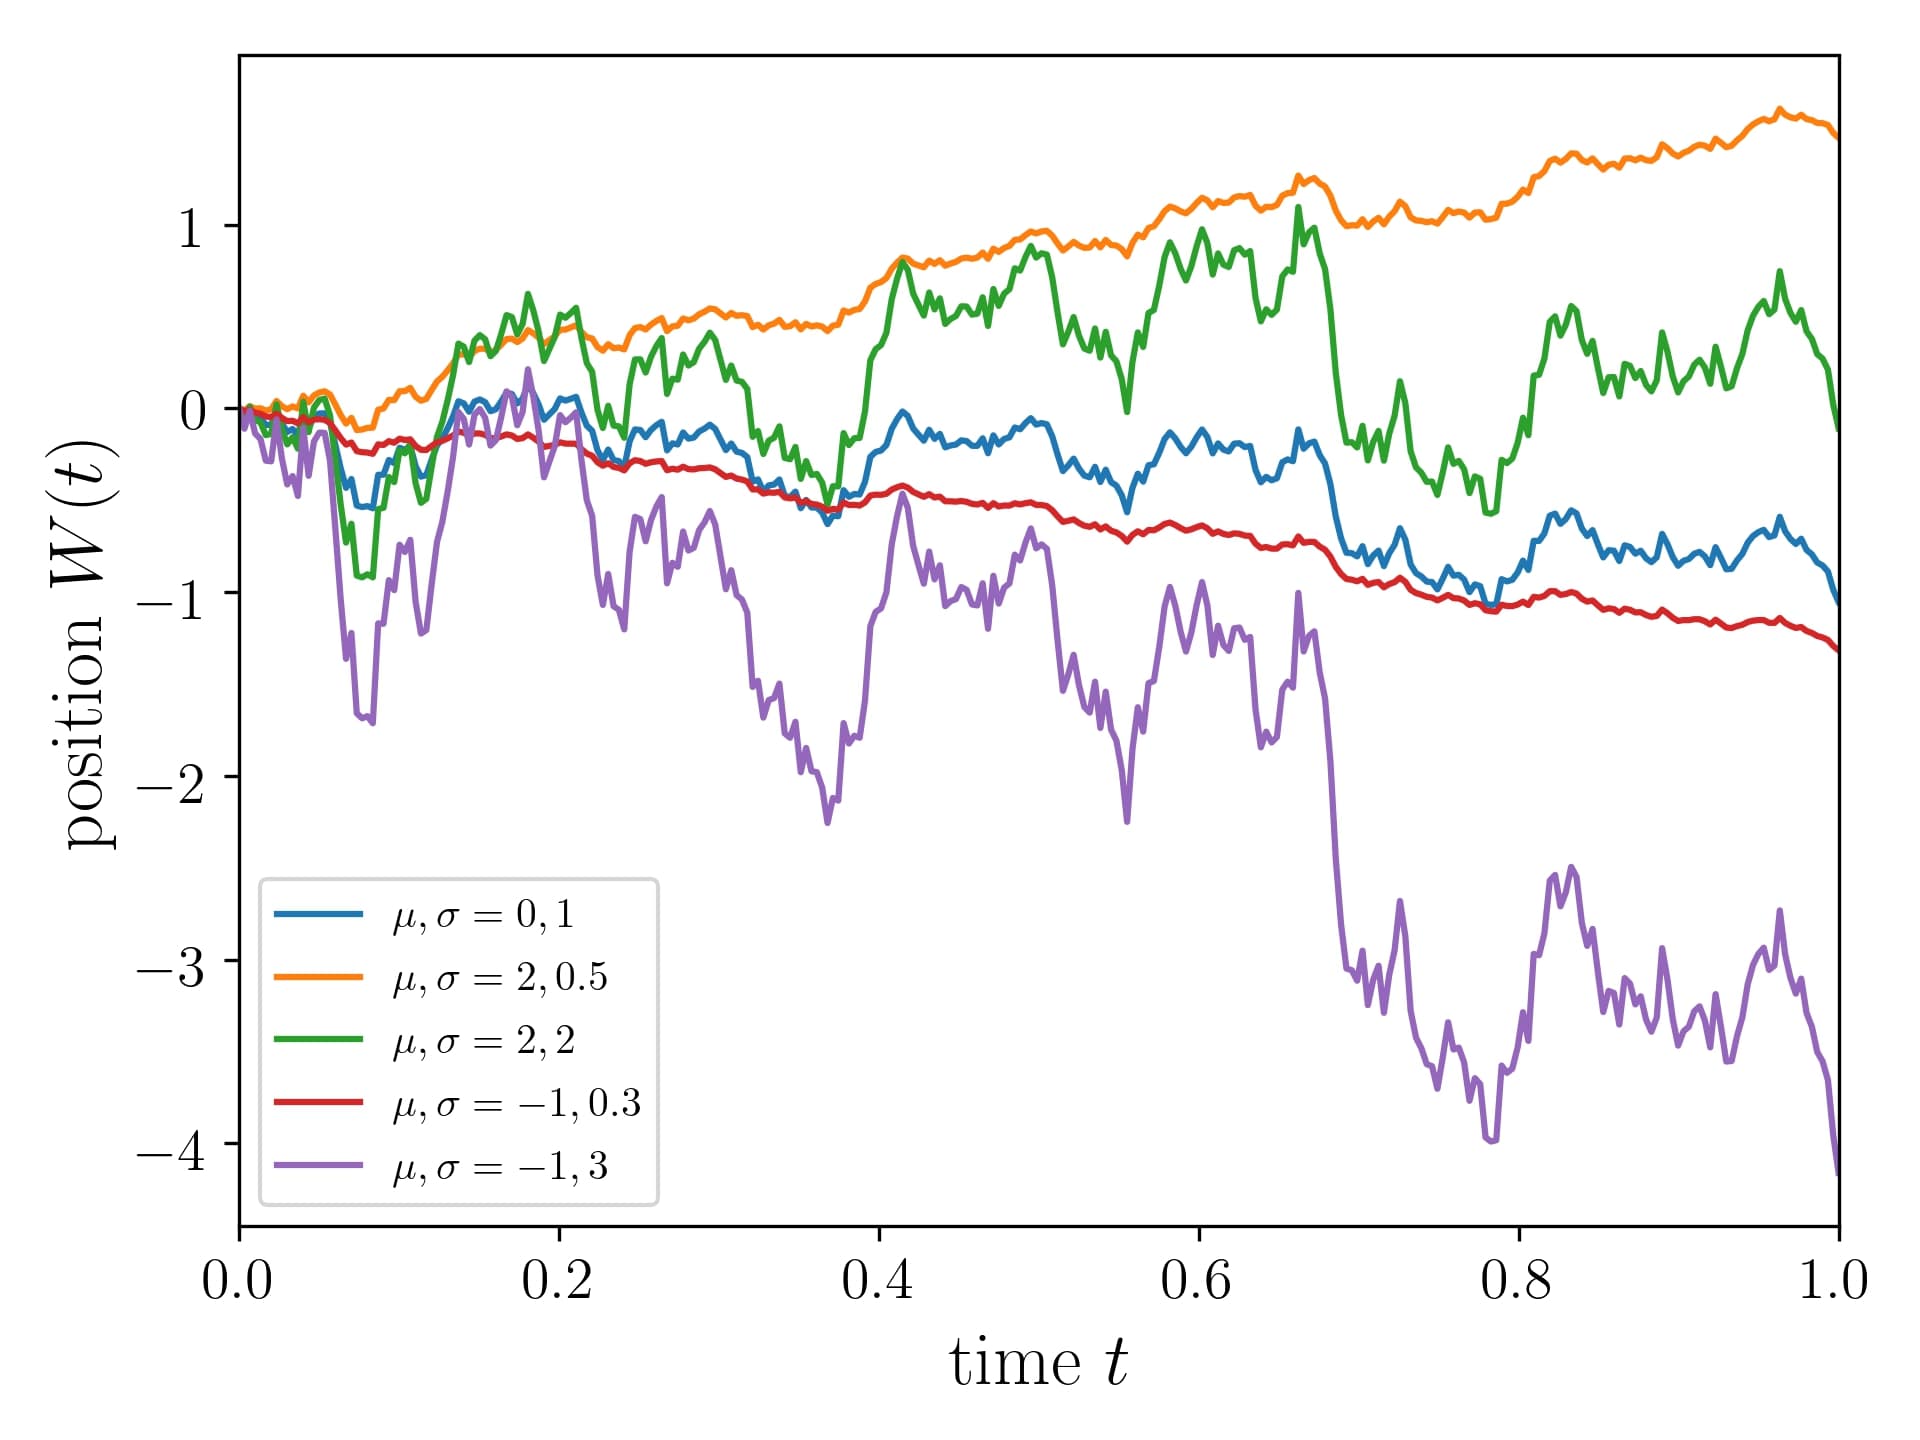 position W(t)
1
0
−1
−2
−3
−4
μ, σ = 0, 1
μ, σ = 2, 0.5
μ, σ = 2, 2
μ, σ = −1, 0.3
μ, σ = −1, 3
0.0 0.2 0.4 0.6 0.8 1.0
time t